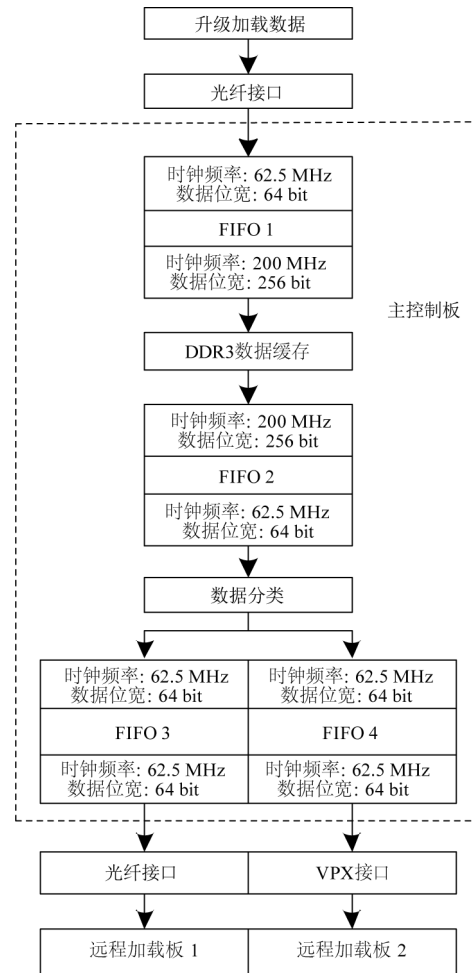 升级加载数据
光纤接口
时钟频率: 62.5 MHz
数据位宽: 64 bit
FIFO 1
时钟频率: 200 MHz
数据位宽: 256 bit
主控制板
DDR3数据缓存
时钟频率: 200 MHz
数据位宽: 256 bit
FIFO 2
时钟频率: 62.5 MHz
数据位宽: 64 bit
数据分类
时钟频率: 62.5 MHz
数据位宽: 64 bit
时钟频率: 62.5 MHz
数据位宽: 64 bit
FIFO 3
FIFO 4
时钟频率: 62.5 MHz
数据位宽: 64 bit
时钟频率: 62.5 MHz
数据位宽: 64 bit
光纤接口
VPX接口
远程加载板 1
远程加载板 2